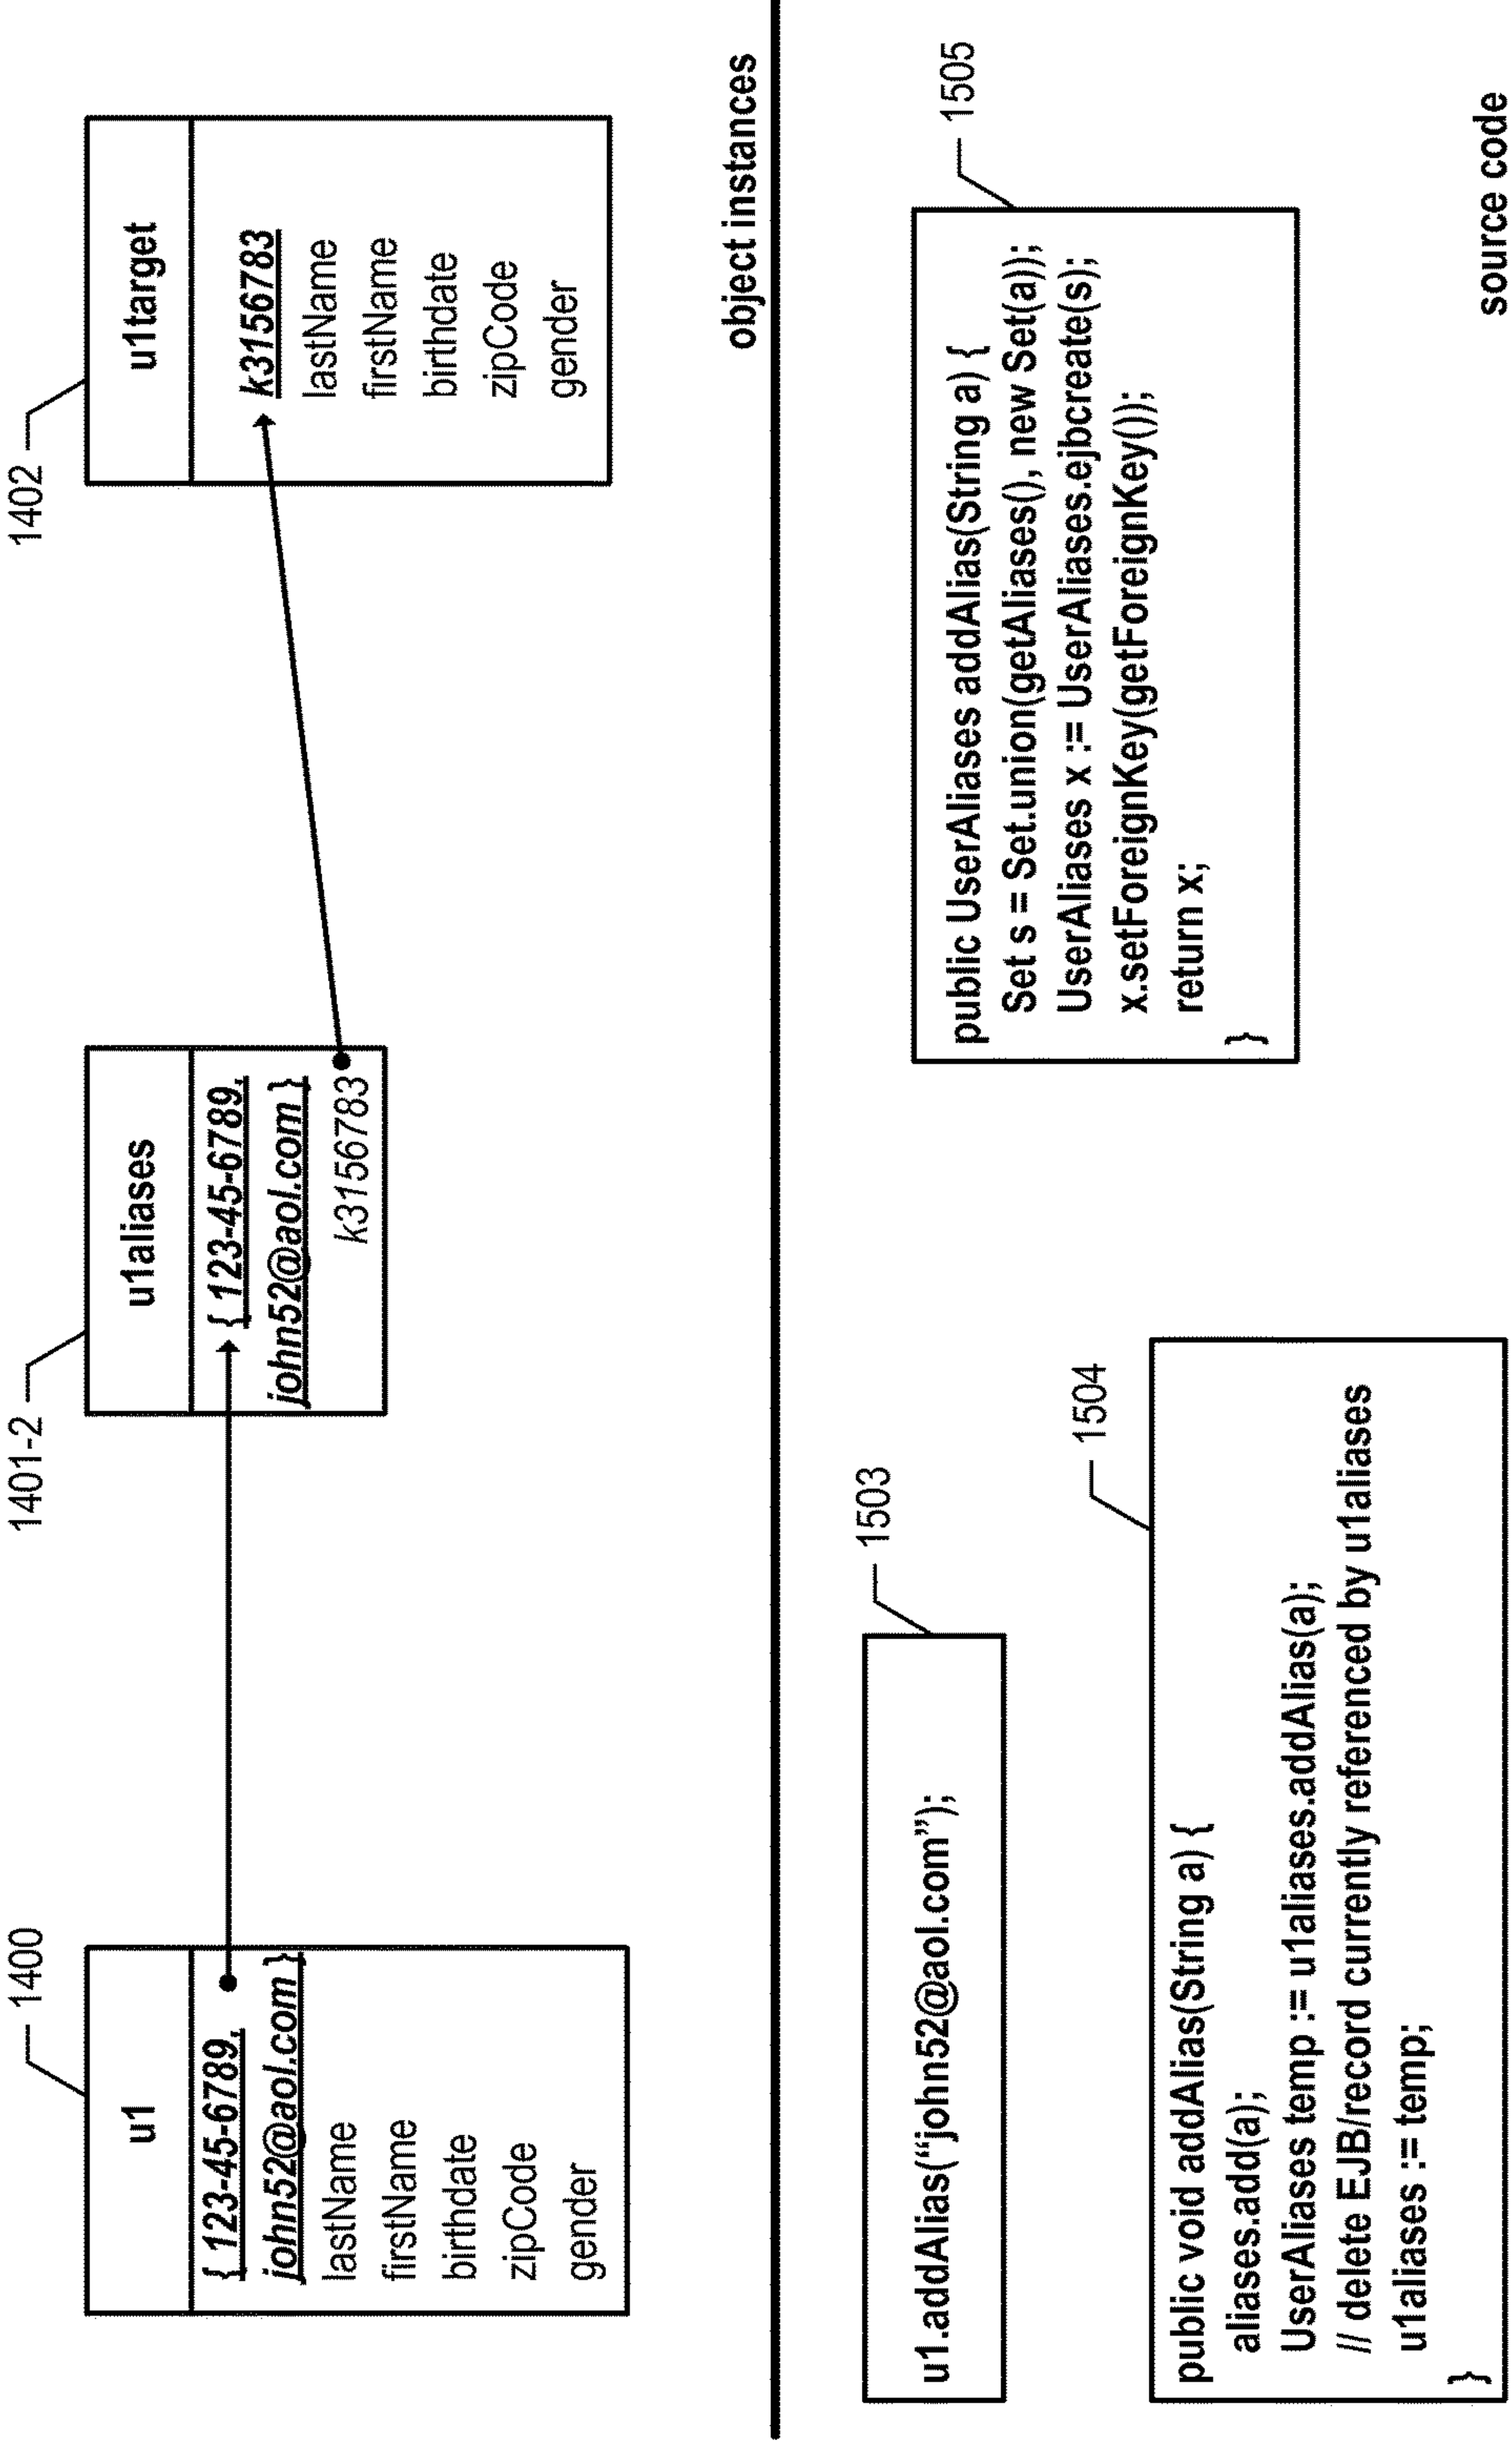 1400
u1
{ 123-45-6789,
john52@aol.com }
lastName
firstName
birthdate
zipCode
gender
1401-2
u1aliases
{ 123-45-6789,
john52@aol.com }
k3156783
1402
u1target
k3156783
lastName
firstName
birthdate
zipCode
gender
object instances
1503
u1.addAlias(“john52@aol.com”);
1504
public void addAlias(String a) {
aliases.add(a);
UserAliases temp := u1aliases.addAlias(a);
// delete EJB/record currently referenced by u1aliases
u1aliases := temp;
}
1505
public UserAliases addAlias(String a) {
Set s = Set.union(getAliases(), new Set(a));
UserAliases x := UserAliases.ejbcreate(s);
x.setForeignKey(getForeignKey());
return x;
}
source code